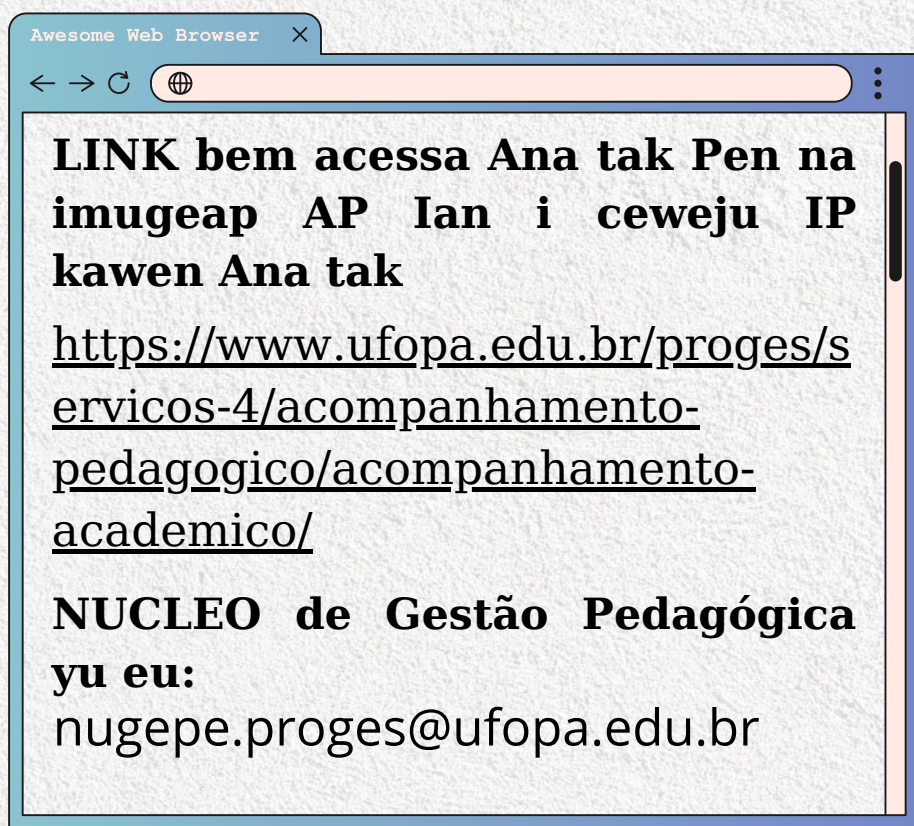 Awesome Web Browser
LINK bem acessa Ana tak Pen na
imugeap AP Ian i ceweju IP
kawen Ana tak
https://www.ufopa.edu.br/proges/s
ervicos-4/acompanhamento-
pedagogico/acompanhamento-
academico/
NUCLEO de Gestão Pedagógica
yu eu:
nugepe.proges@ufopa.edu.br